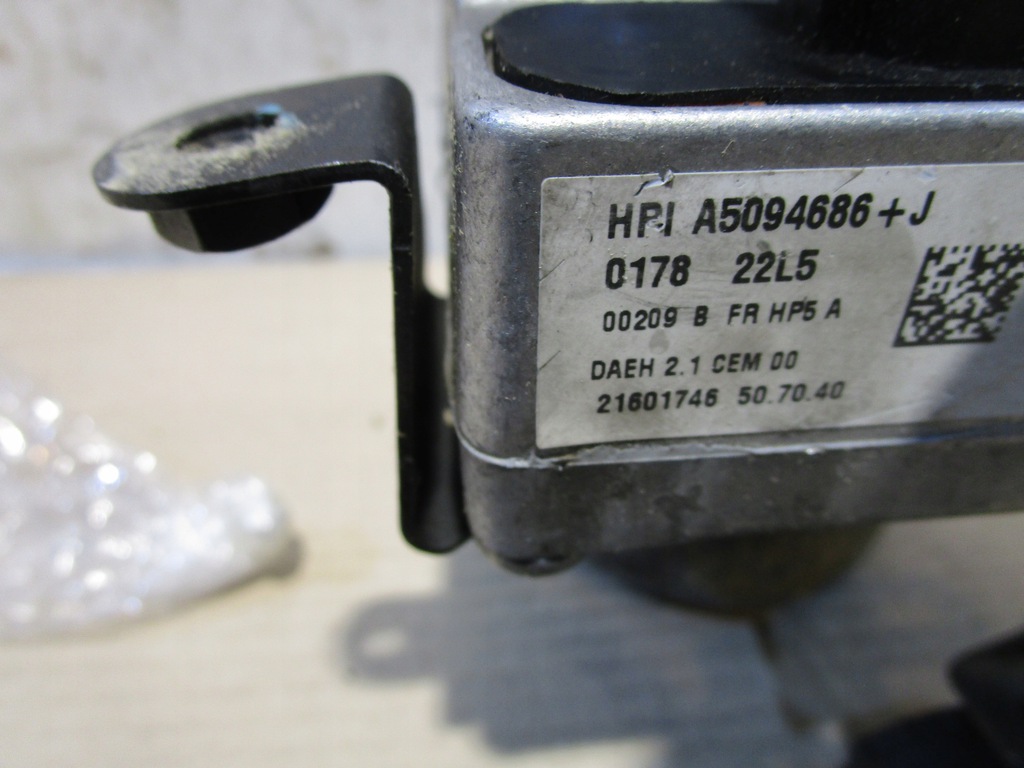 HPI A5094686+J
0178 22L5
00209 B FR HP5 A
DAEH 2.1 CEM 00
21601746 50.70.40